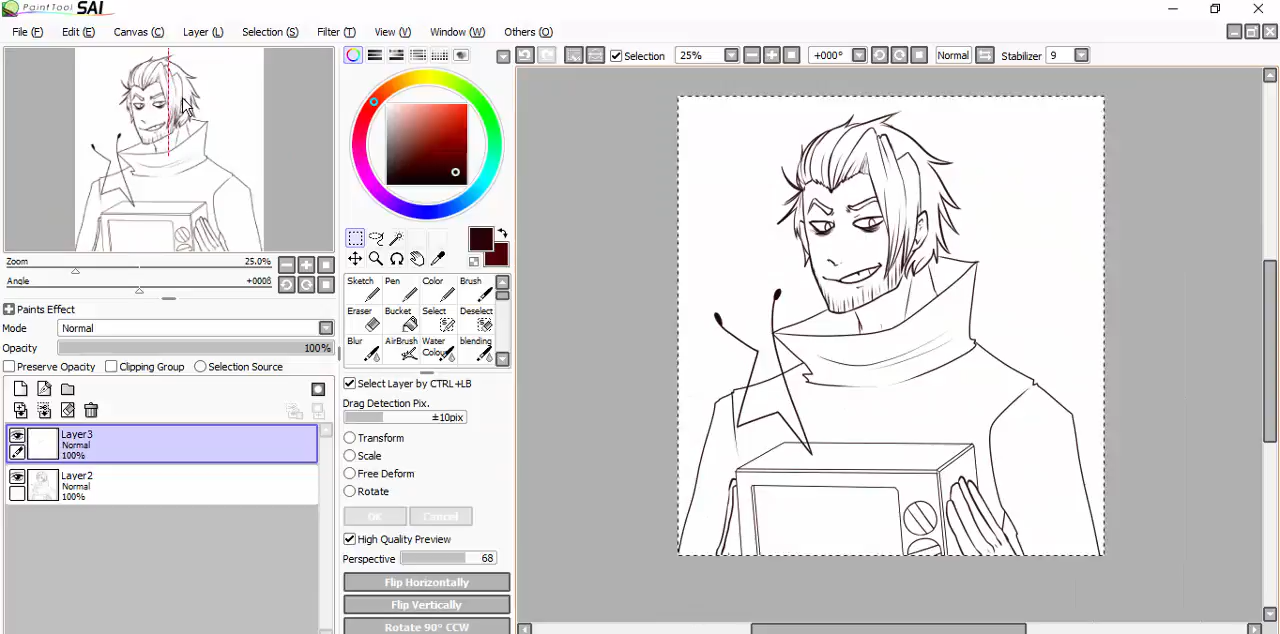 PaintTool SAI
File (F) Edit (E) Canvas (C) Layer (L) Selection (S) Filter (T) View (V) Window (W) Others (O)
Selection 25% +000° Normal Stabilizer 9
Zoom 25.0%
Angle +000ß
Paints Effect
Mode Normal
Opacity 100%
Preserve Opacity Clipping Group Selection Source
Layer3
Normal
100%
Layer2
Normal
100%
Sketch Pen Color Brush
Eraser Bucket Select Deselect
Blur AirBrush Water Colour blending
Select Layer by CTRL+LB
Drag Detection Pix.
±10pix
Transform
Scale
Free Deform
Rotate
OK Cancel
High Quality Preview
Perspective 68
Flip Horizontally
Flip Vertically
Rotate 90° CCW